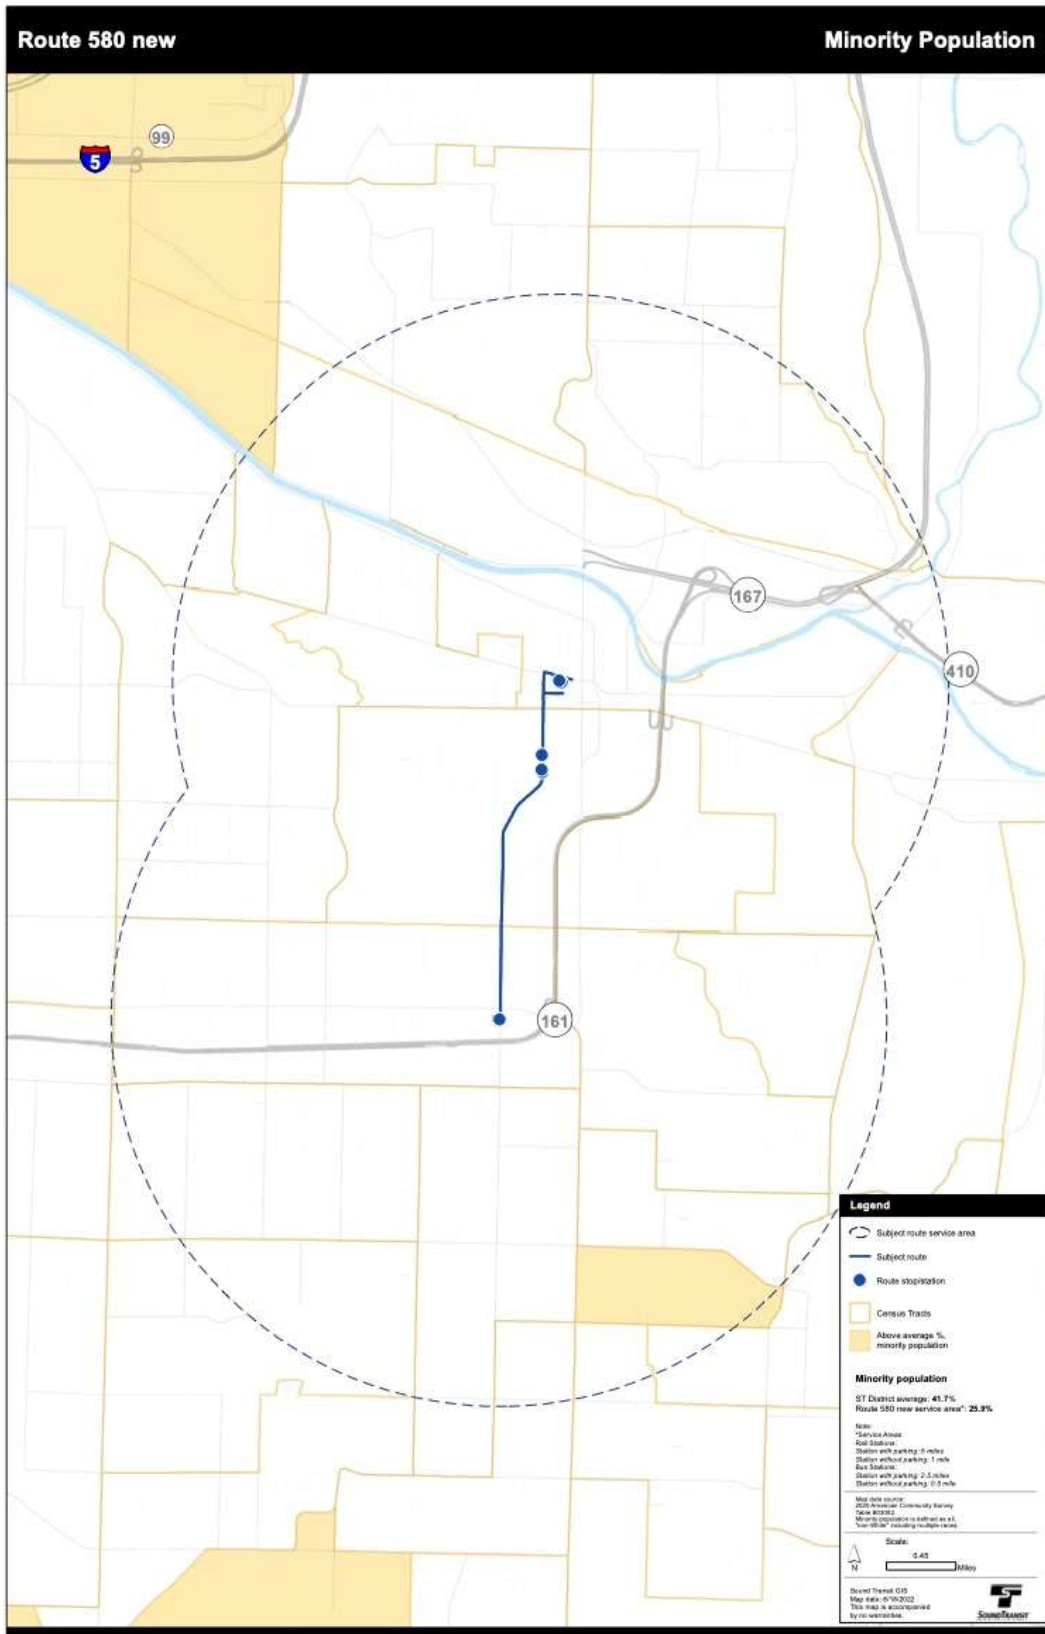 Route 580 new
Minority Population
99
5
167
410
161
Legend
Subject route service area
Subject route
Route stop/station
Census Tracts
Above average %,
minority population
Minority population
ST District average: 41.7%
Route 580 new service area*: 25.9%
Note:
*Service Areas
Rail Stations:
Station with parking: 5 miles
Station without parking: 1 mile
Bus Stations:
Station with parking: 2.5 miles
Station without parking: 0.5 mile
Map data source:
2020 American Community Survey
Table B03002
Minority population is defined as all
"non-White" including multiple races
Scale:
0.45
Miles
N
Sound Transit GIS
This map is accompanied
by no warranties.
SOUNDTRANSIT